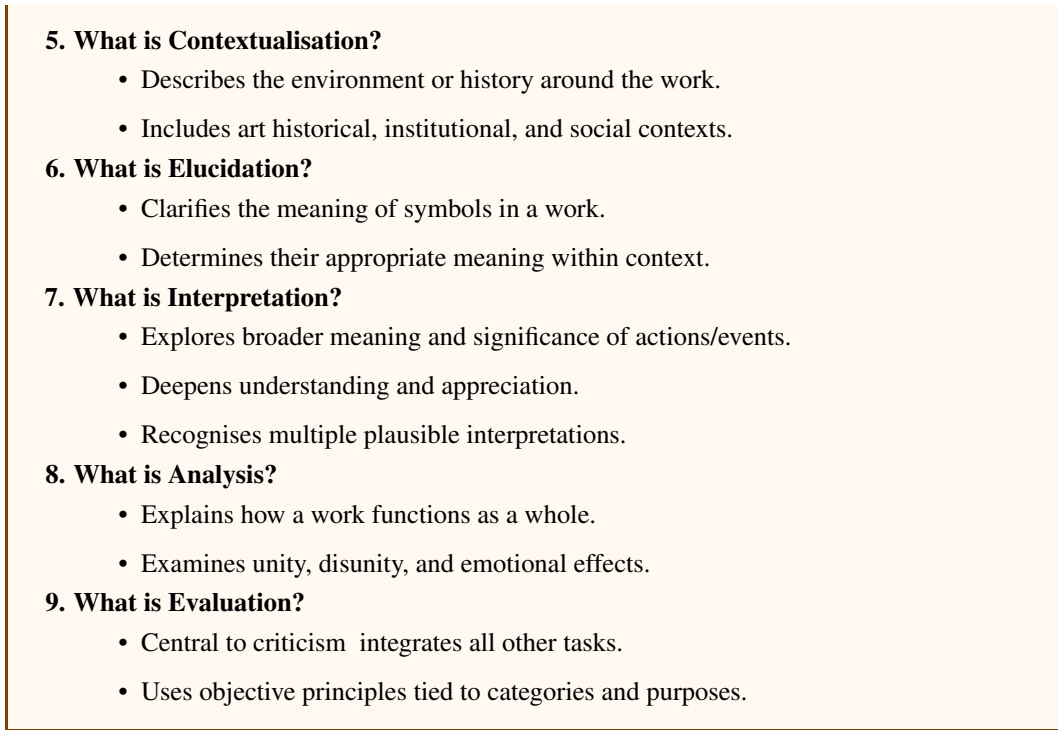 5. What is Contextualisation?
• Describes the environment or history around the work.
• Includes art historical, institutional, and social contexts.
6. What is Elucidation?
• Clarifies the meaning of symbols in a work.
• Determines their appropriate meaning within context.
7. What is Interpretation?
• Explores broader meaning and significance of actions/events.
• Deepens understanding and appreciation.
• Recognises multiple plausible interpretations.
8. What is Analysis?
• Explains how a work functions as a whole.
• Examines unity, disunity, and emotional effects.
9. What is Evaluation?
• Central to criticism  integrates all other tasks.
• Uses objective principles tied to categories and purposes.